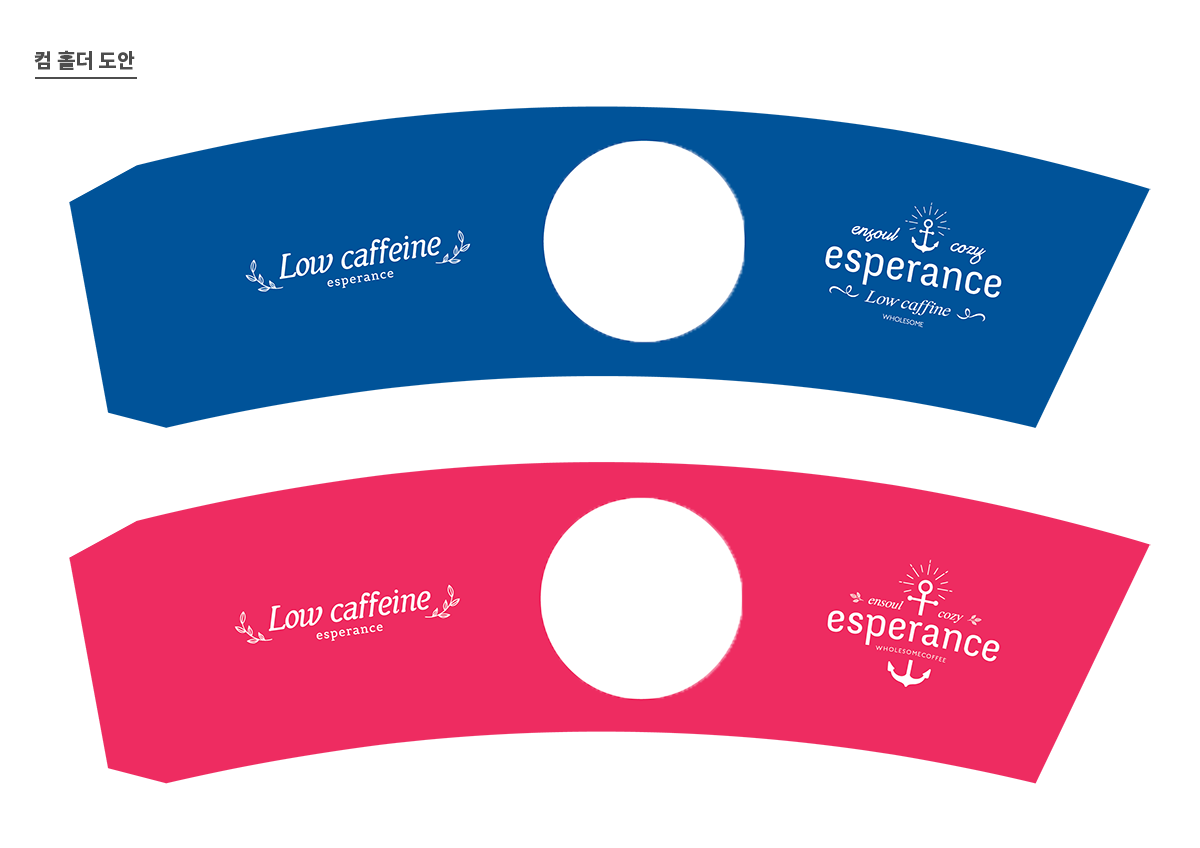 컴 홀더 도안
Low caffeine
esperance
ensoul cozy
esperance
Low caffine
WHOLESOME
Low caffeine
esperance
ensoul cozy
esperance
WHOLESOMECOFFEE